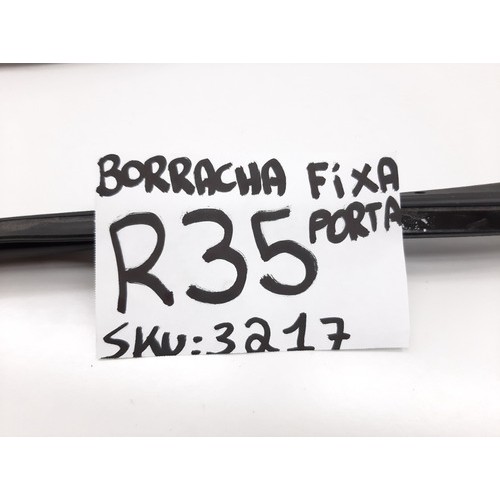 BORRACHA FiXA
R35 PORTA
SKU: 3217